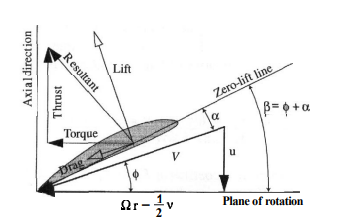 Axial direction
Resultant
Lift
Zero-lift line
Thrust
β = ϕ + α
α
Torque
Drag
V
u
ϕ
Ωr – 1/2 ν
Plane of rotation